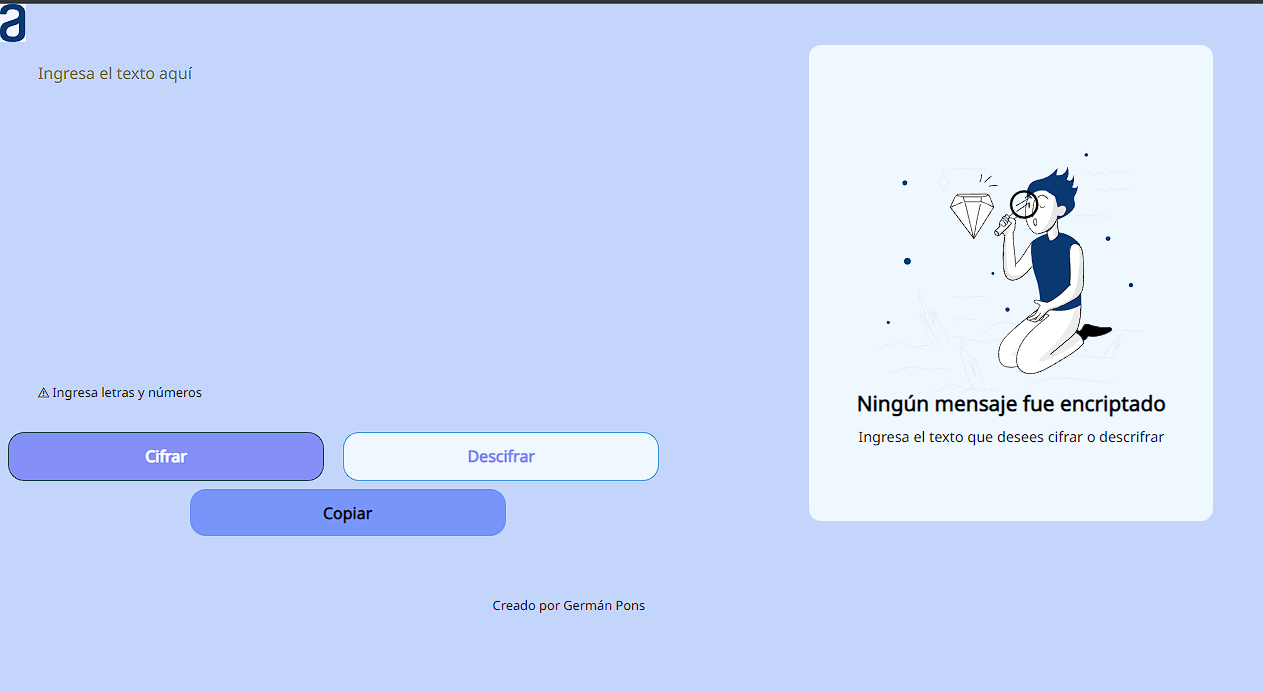 a
Ingresa el texto aquí
⚠ Ingresa letras y números
Cifrar
Descifrar
Copiar
Ningún mensaje fue encriptado
Ingresa el texto que desees cifrar o descrifrar
Creado por Germán Pons